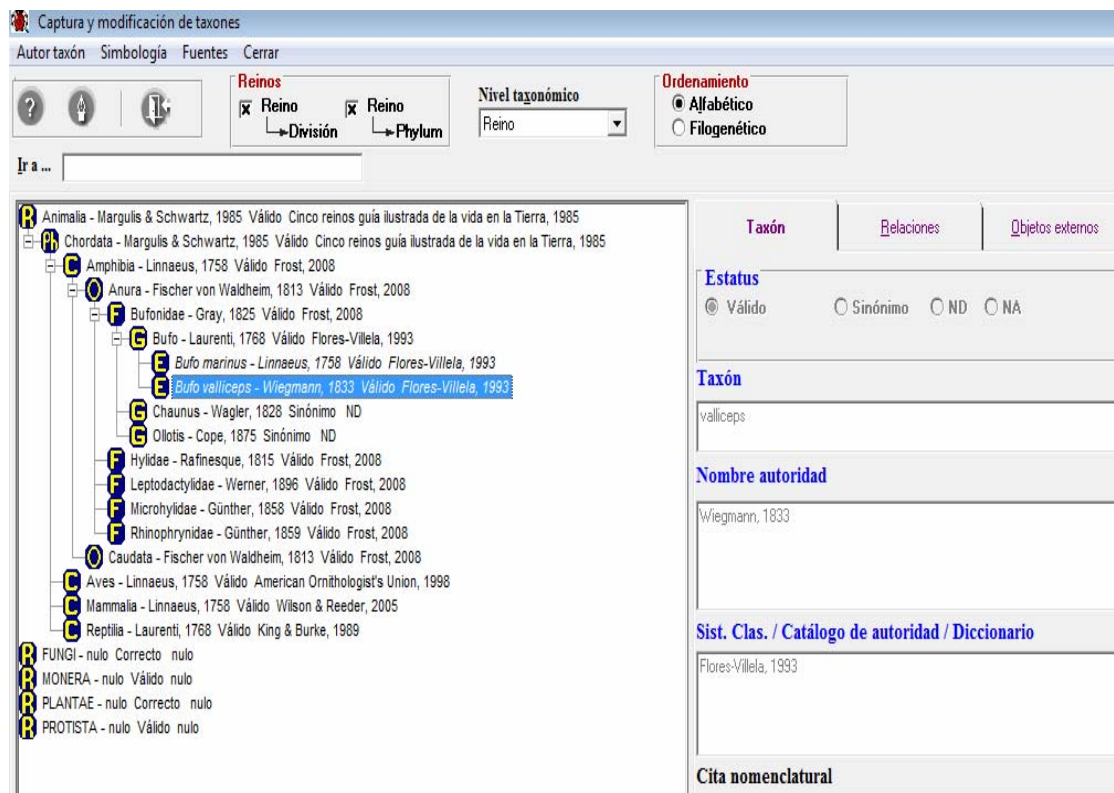 Captura y modificación de taxones
Autor taxón Simbología Fuentes Cerrar
Reinos
Reino Reino
División Phylum
Nivel taxonómico
Reino
Ordenamiento
Alfabético
Filogenético
?
Ir a ...
R Animalia - Margulis & Schwartz, 1985 Válido Cinco reinos guía ilustrada de la vida en la Tierra, 1985
Ph Chordata - Margulis & Schwartz, 1985 Válido Cinco reinos guía ilustrada de la vida en la Tierra, 1985
C Amphibia - Linnaeus, 1758 Válido Frost, 2008
O Anura - Fischer von Waldheim, 1813 Válido Frost, 2008
F Bufonidae - Gray, 1825 Válido Frost, 2008
G Bufo - Laurenti, 1768 Válido Flores-Villela, 1993
E Bufo marinus - Linnaeus, 1758 Válido Flores-Villela, 1993
E Bufo valliceps - Wiegmann, 1833 Válido Flores-Villela, 1993
G Chaunus - Wagler, 1828 Sinónimo ND
G Ollotis - Cope, 1875 Sinónimo ND
F Hylidae - Rafinesque, 1815 Válido Frost, 2008
F Leptodactylidae - Werner, 1896 Válido Frost, 2008
F Microhylidae - Günther, 1858 Válido Frost, 2008
F Rhinophrynidae - Günther, 1859 Válido Frost, 2008
O Caudata - Fischer von Waldheim, 1813 Válido Frost, 2008
C Aves - Linnaeus, 1758 Válido American Ornithologist's Union, 1998
C Mammalia - Linnaeus, 1758 Válido Wilson & Reeder, 2005
C Reptilia - Laurenti, 1768 Válido King & Burke, 1989
R FUNGI - nulo Correcto nulo
R MONERA - nulo Válido nulo
R PLANTAE - nulo Correcto nulo
R PROTISTA - nulo Válido nulo
Taxón Relaciones Objetos externos
Estatus
Válido Sinónimo ND NA
Taxón
valliceps
Nombre autoridad
Wiegmann, 1833
Sist. Clas. / Catálogo de autoridad / Diccionario
Flores-Villela, 1993
Cita nomenclatural